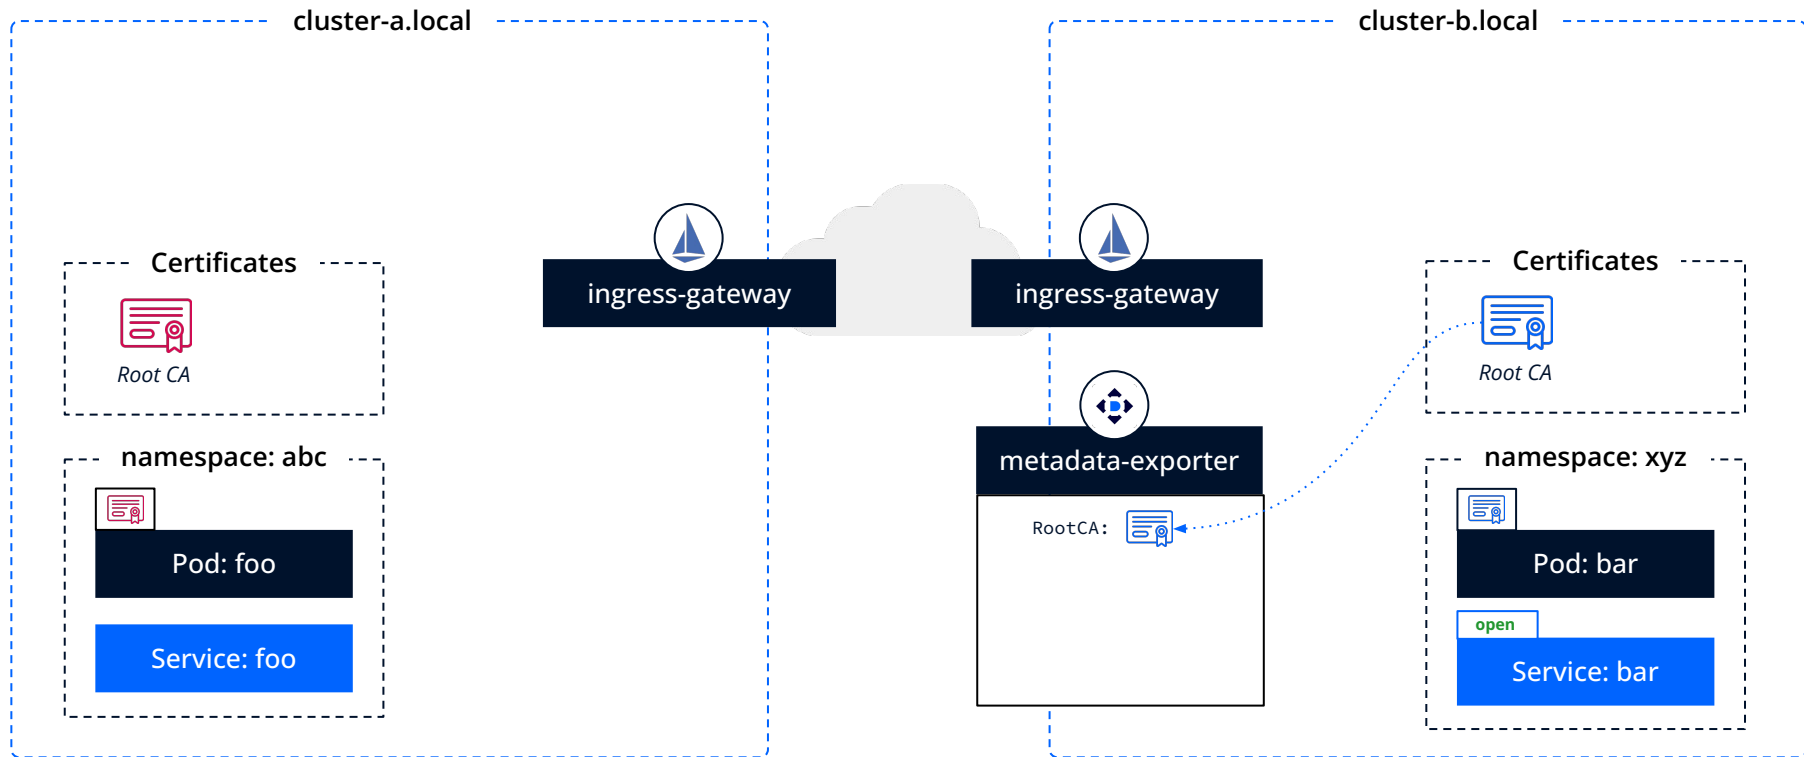 cluster-a.local
cluster-b.local
ingress-gateway
ingress-gateway
Certificates
Root CA
Certificates
Root CA
metadata-exporter
RootCA:
namespace: abc
Pod: foo
Service: foo
namespace: xyz
Pod: bar
open
Service: bar